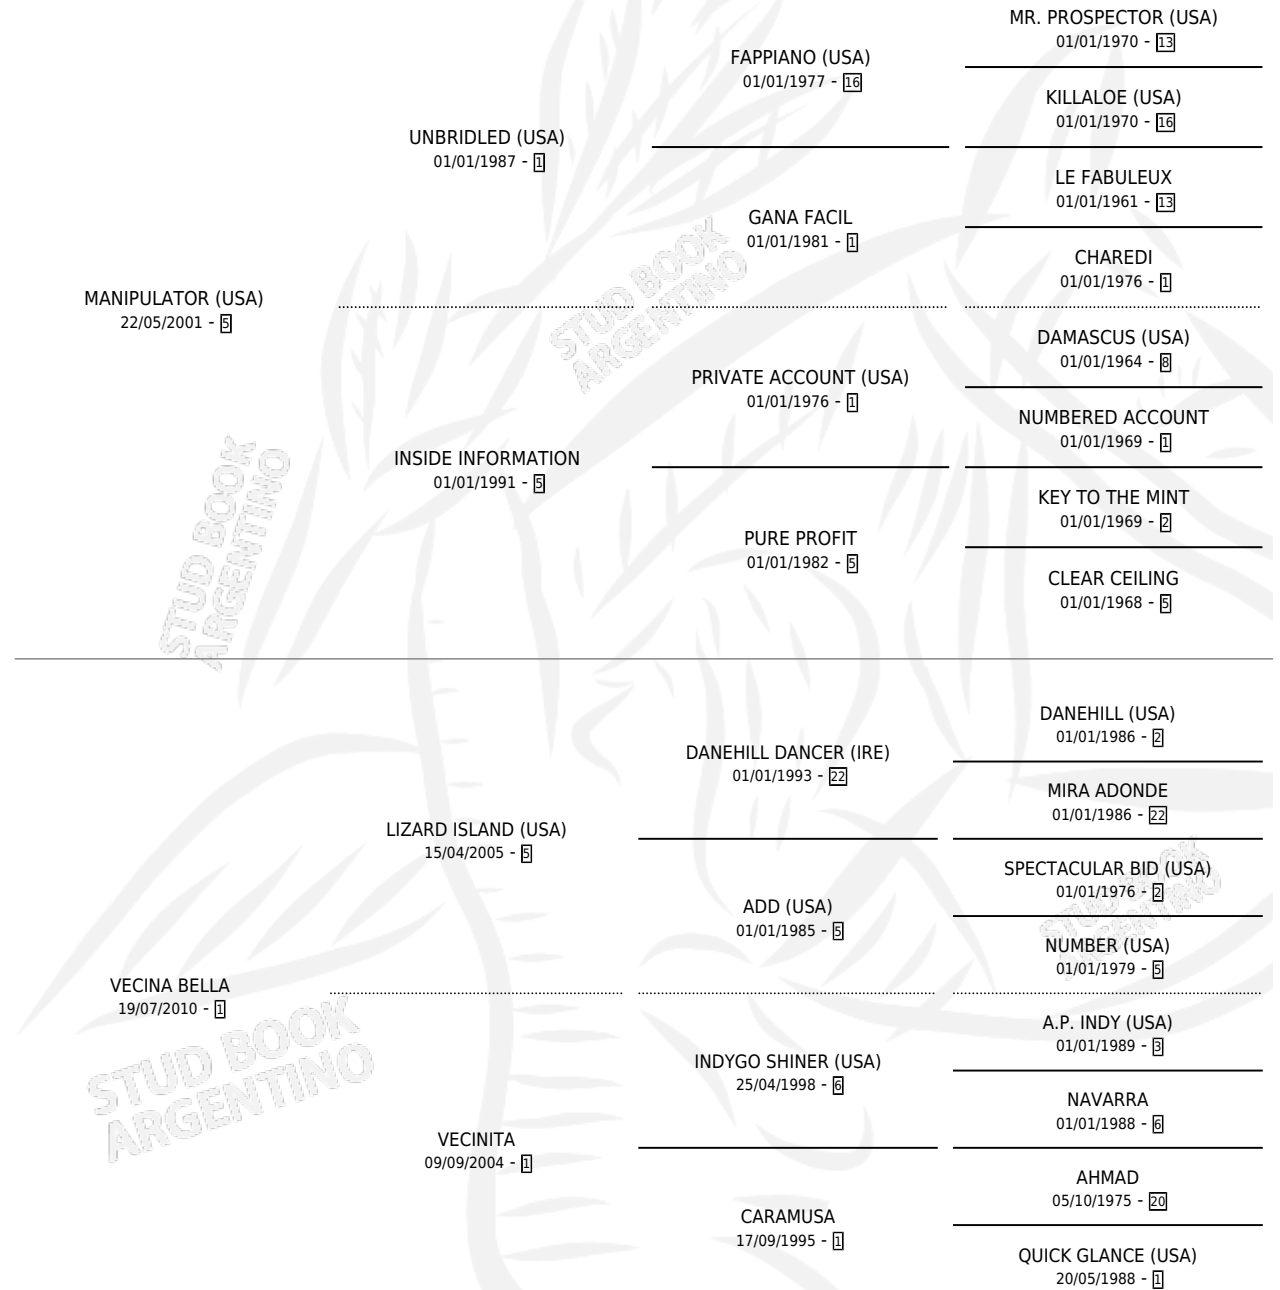 MR. PROSPECTOR (USA)
01/01/1970 - 13
FAPPIANO (USA)
01/01/1977 - 16
KILLALOE (USA)
01/01/1970 - 16
UNBRIDLED (USA)
01/01/1987 - 1
LE FABULEUX
01/01/1961 - 13
GANA FACIL
01/01/1981 - 1
CHAREDI
01/01/1976 - 1
MANIPULATOR (USA)
22/05/2001 - 5
STUD BOOK
ARGENTINO
DAMASCUS (USA)
01/01/1964 - 8
PRIVATE ACCOUNT (USA)
01/01/1976 - 1
NUMBERED ACCOUNT
01/01/1969 - 1
INSIDE INFORMATION
01/01/1991 - 5
KEY TO THE MINT
01/01/1969 - 2
PURE PROFIT
01/01/1982 - 5
CLEAR CEILING
01/01/1968 - 5
STUD BOOK
ARGENTINO
DANEHILL (USA)
01/01/1986 - 2
DANEHILL DANCER (IRE)
01/01/1993 - 22
MIRA ADONDE
01/01/1986 - 22
LIZARD ISLAND (USA)
15/04/2005 - 5
SPECTACULAR BID (USA)
01/01/1976 - 2
ADD (USA)
01/01/1985 - 5
NUMBER (USA)
01/01/1979 - 5
STUD BOOK
ARGENTINO
VECINA BELLA
19/07/2010 - 1
A.P. INDY (USA)
01/01/1989 - 3
INDYGO SHINER (USA)
25/04/1998 - 6
NAVARRA
01/01/1988 - 6
STUD BOOK
ARGENTINO
VECINITA
09/09/2004 - 1
AHMAD
05/10/1975 - 20
CARAMUSA
17/09/1995 - 1
QUICK GLANCE (USA)
20/05/1988 - 1